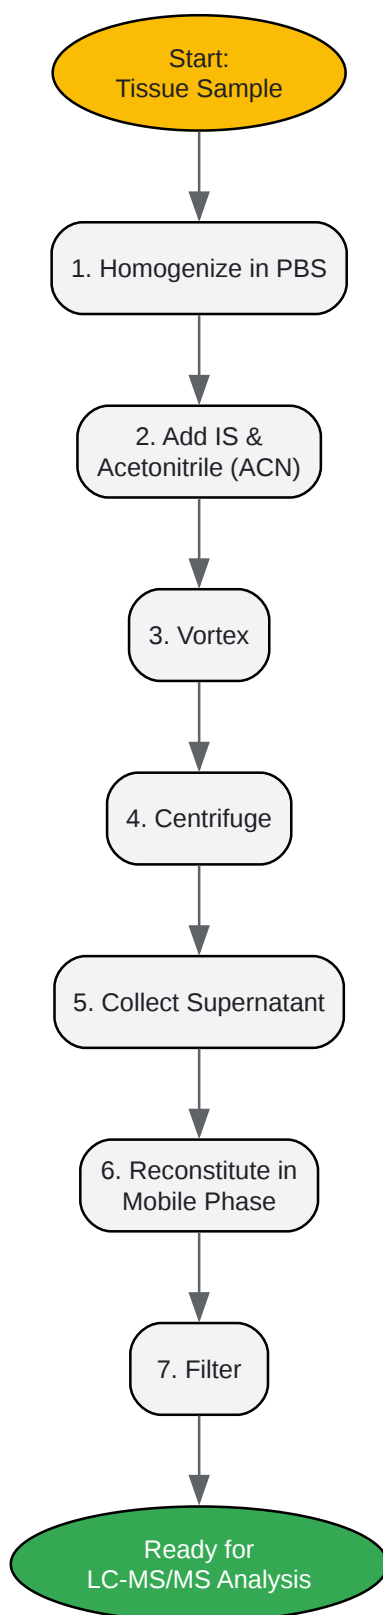 Start:
Tissue Sample
1. Homogenize in PBS
2. Add IS &
Acetonitrile (ACN)
3. Vortex
4. Centrifuge
5. Collect Supernatant
6. Reconstitute in
Mobile Phase
7. Filter
Ready for
LC-MS/MS Analysis